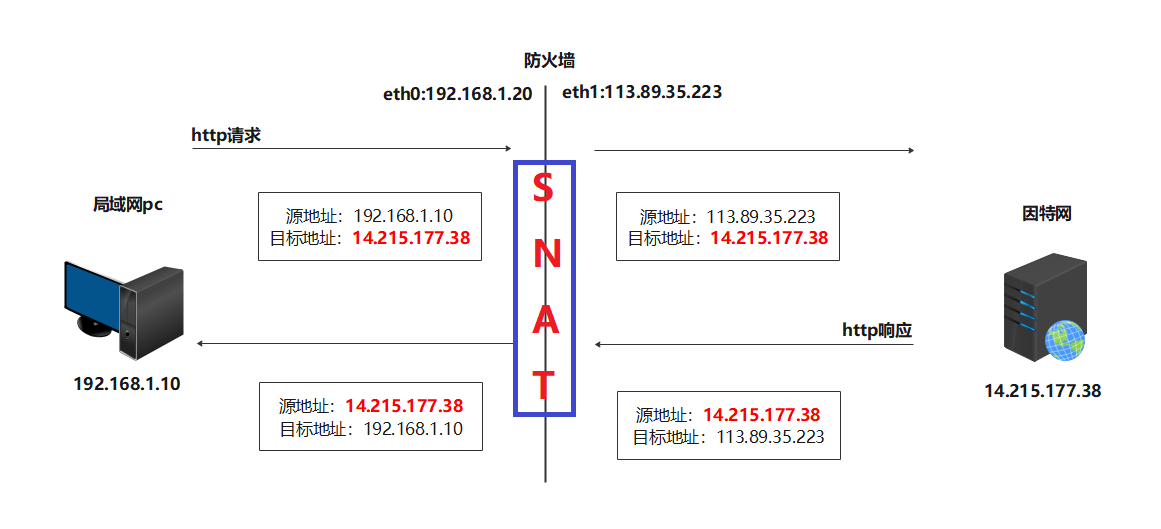 防火墙
eth0:192.168.1.20
eth1:113.89.35.223
http请求
局域网pc
源地址：192.168.1.10
目标地址：14.215.177.38
S
N
A
T
源地址：113.89.35.223
目标地址：14.215.177.38
因特网
http响应
192.168.1.10
14.215.177.38
源地址：14.215.177.38
目标地址：192.168.1.10
源地址：14.215.177.38
目标地址：113.89.35.223